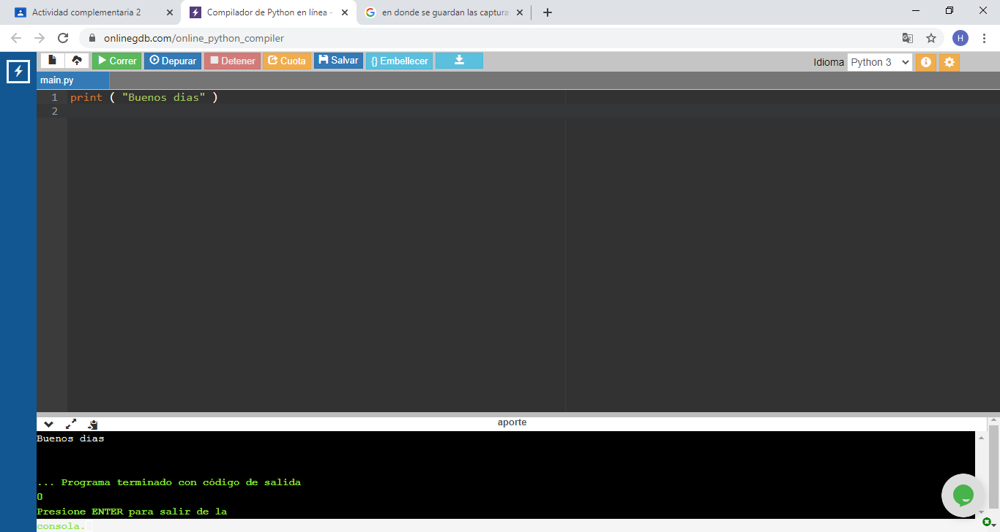 Actividad complementaria 2
Compilador de Python en línea -
en donde se guardan las captura
onlinegdb.com/online_python_compiler
H
Correr
Depurar
Detener
Cuota
Salvar
{} Embellecer
Idioma
Python 3
main.py
1 print ( "Buenos dias" )
2
aporte
Buenos dias
... Programa terminado con código de salida
0
Presione ENTER para salir de la
consola.